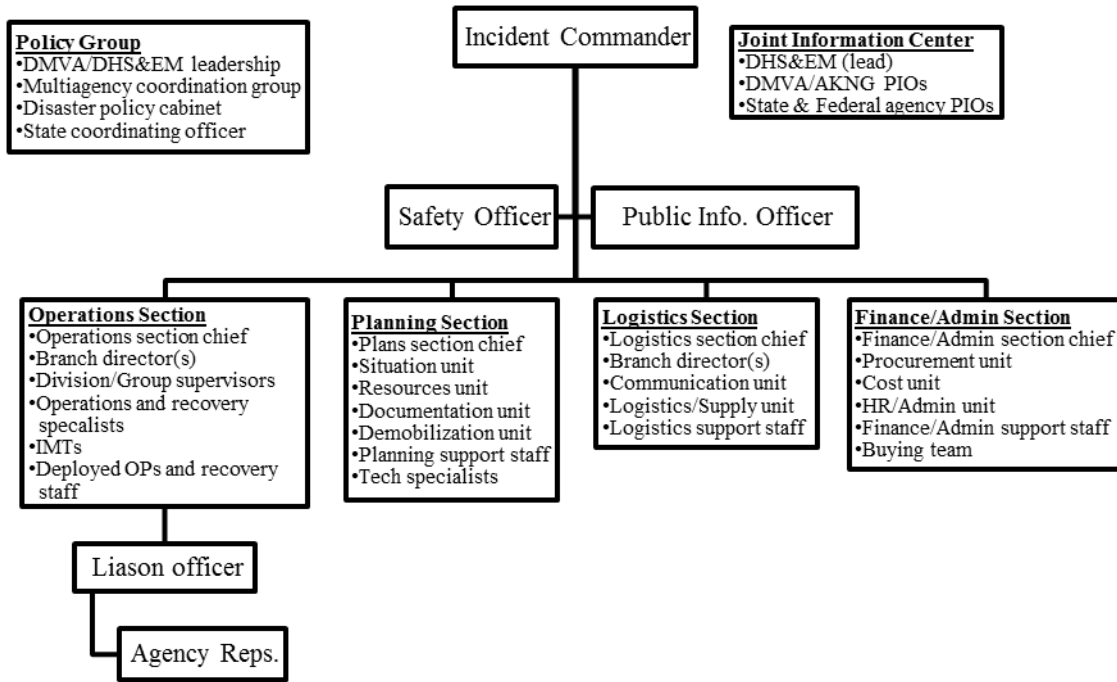 Policy Group
•DMVA/DHS&EM leadership
•Multiagency coordination group
•Disaster policy cabinet
•State coordinating officer
Incident Commander
Joint Information Center
•DHS&EM (lead)
•DMVA/AKNG PIOs
•State & Federal agency PIOs
Safety Officer
Public Info. Officer
Operations Section
•Operations section chief
•Branch director(s)
•Division/Group supervisors
•Operations and recovery
specalists
•IMTs
•Deployed OPs and recovery
staff
Planning Section
•Plans section chief
•Situation unit
•Resources unit
•Documentation unit
•Demobilization unit
•Planning support staff
•Tech specialists
Logistics Section
•Logistics section chief
•Branch director(s)
•Communication unit
•Logistics/Supply unit
•Logistics support staff
Finance/Admin Section
•Finance/Admin section chief
•Procurement unit
•Cost unit
•HR/Admin unit
•Finance/Admin support staff
•Buying team
Liason officer
Agency Reps.